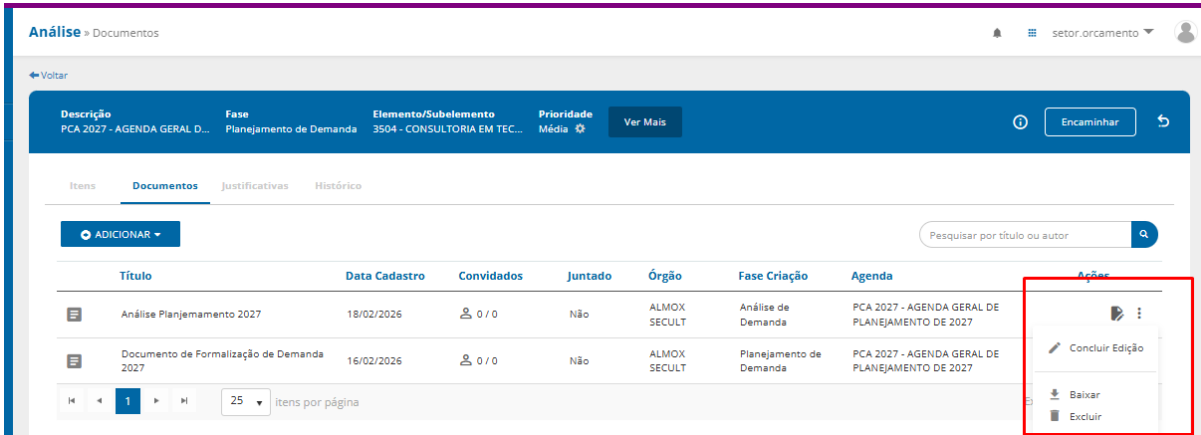 Análise » Documentos
setor.orcamento
Voltar
Descrição Fase Elemento/Subelemento Prioridade
PCA 2027 - AGENDA GERAL D... Planejamento de Demanda 3504 - CONSULTORIA EM TEC... Média
Ver Mais
Encaminhar
Itens Documentos Justificativas Histórico
ADICIONAR
Pesquisar por título ou autor
Título Data Cadastro Convidados Juntado Órgão Fase Criação Agenda Ações
Análise Planjemamento 2027 18/02/2026 0 / 0 Não ALMOX SECULT Análise de Demanda PCA 2027 - AGENDA GERAL DE PLANEJAMENTO DE 2027
Documento de Formalização de Demanda 2027 16/02/2026 0 / 0 Não ALMOX SECULT Planejamento de Demanda PCA 2027 - AGENDA GERAL DE PLANEJAMENTO DE 2027
Concluir Edição
Baixar
Excluir
1 25 itens por página